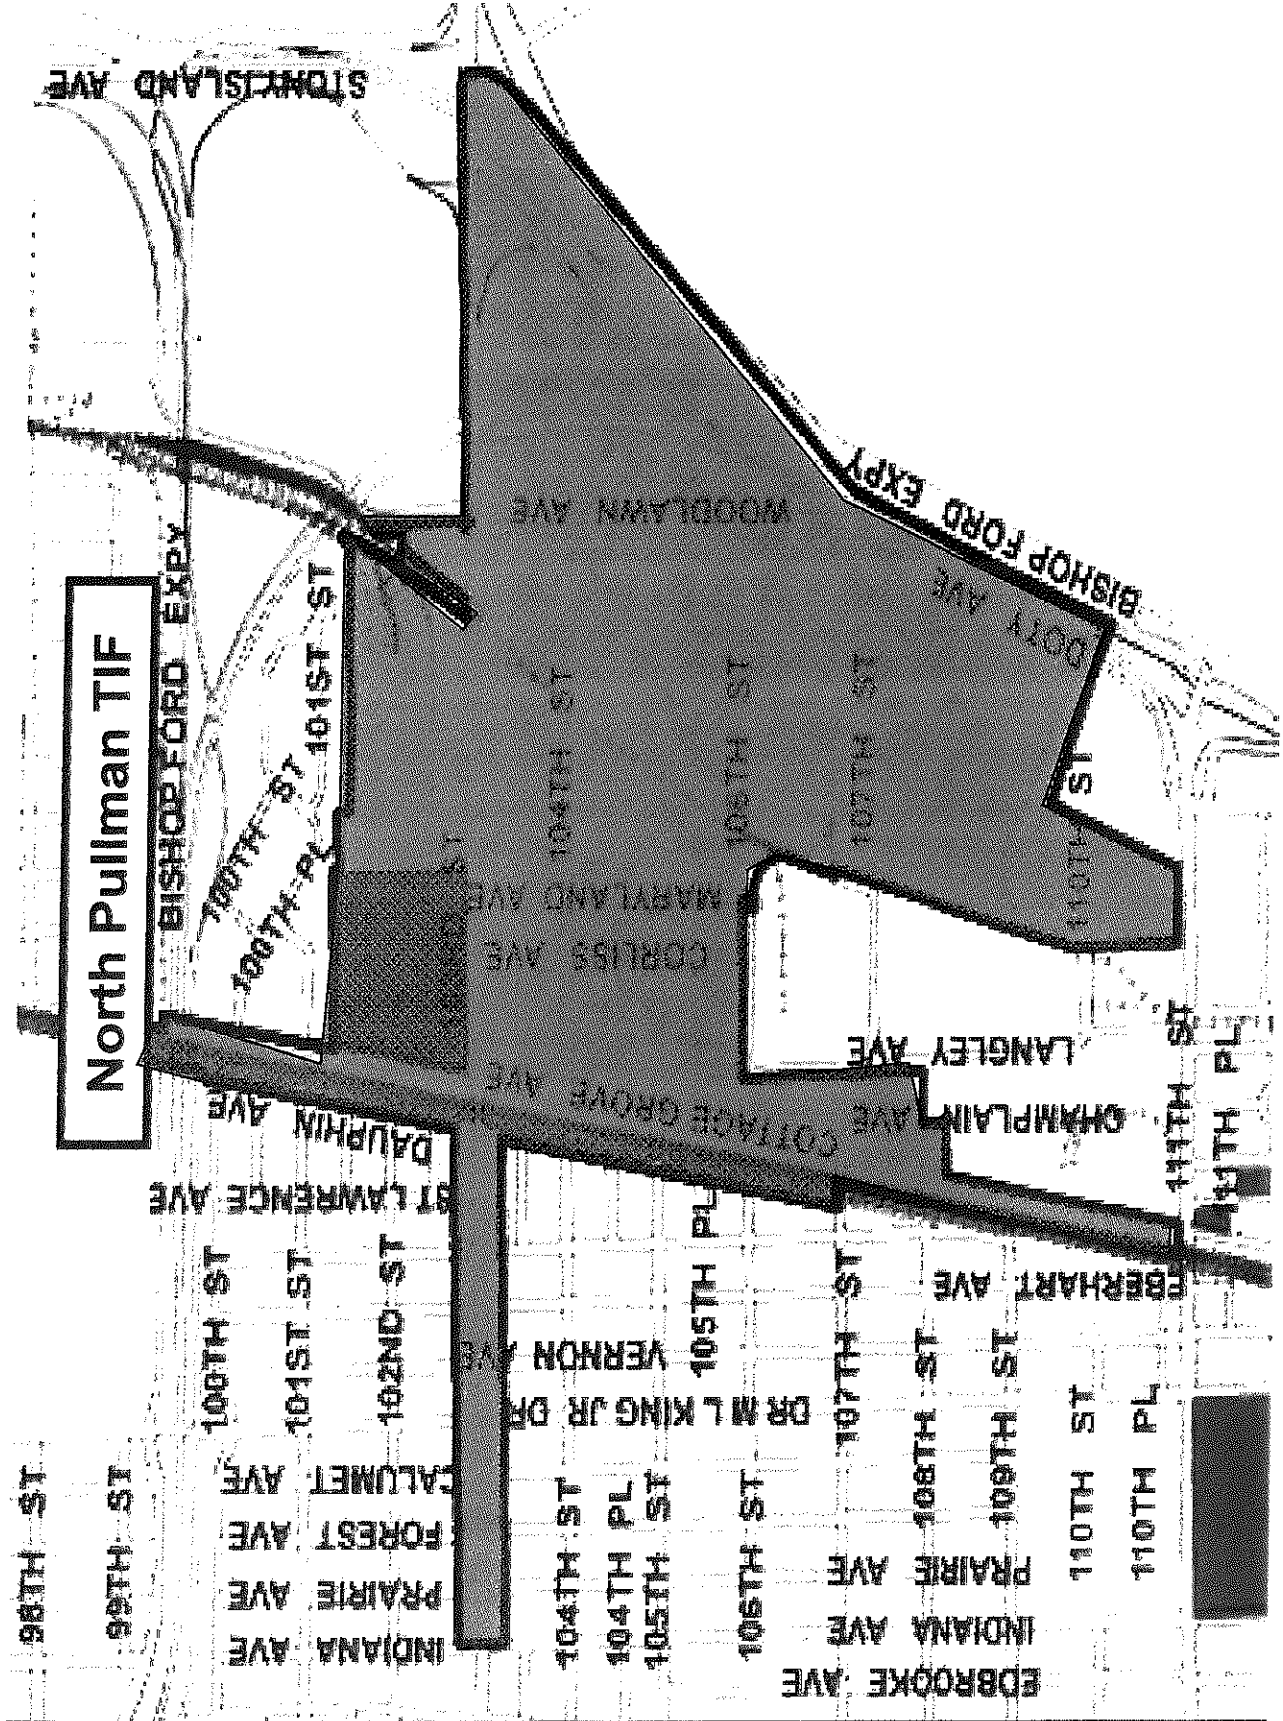 North Pullman TIF
STONY ISLAND AVE
BISHOP FORD EXPY
100TH ST
100TH PL
101ST ST
BISHOP FORD EXPY
WOODLAWN AVE
DOTY AVE
104TH ST
106TH ST
107TH ST
110TH ST
MARYLAND AVE
CORLISS AVE
COTTAGE GROVE AVE
LANGLEY AVE
CHAMPLAIN AVE
111TH ST
111TH PL
DAUPHIN AVE
ST LAWRENCE AVE
EBERHART AVE
100TH ST
101ST ST
102ND ST
VERNON AVE
105TH PL
107TH ST
DR M L KING JR DR
108TH ST
109TH ST
110TH ST
110TH PL
CALUMET AVE
FOREST AVE
PRAIRIE AVE
INDIANA AVE
98TH ST
99TH ST
104TH ST
104TH PL
105TH ST
106TH ST
PRAIRIE AVE
INDIANA AVE
EDBROOKE AVE